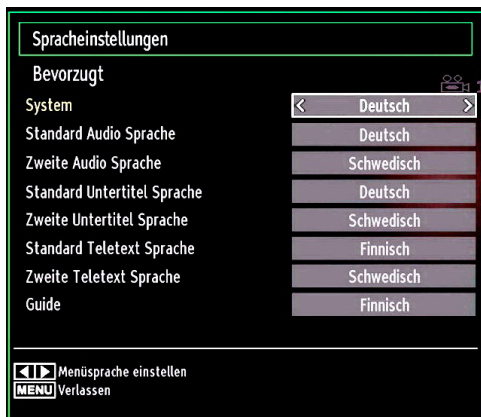 Spracheinstellungen
Bevorzugt
System < Deutsch >
Standard Audio Sprache Deutsch
Zweite Audio Sprache Schwedisch
Standard Untertitel Sprache Deutsch
Zweite Untertitel Sprache Schwedisch
Standard Teletext Sprache Finnisch
Zweite Teletext Sprache Schwedisch
Guide Finnisch
Menüsprache einstellen
MENU Verlassen